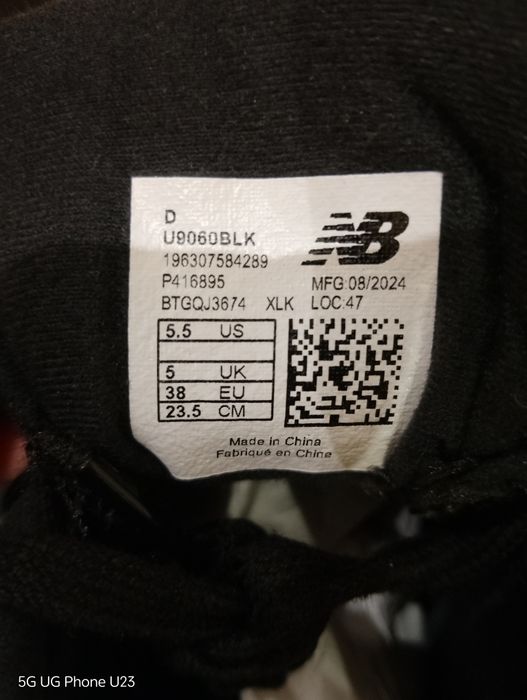 D
U9060BLK
196307584289
P416895
MFG:08/2024
BTGQJ3674 XLK LOC:47
NB
5.5 US
5 UK
38 EU
23.5 CM
Made in China
Fabriqué en Chine
5G UG Phone U23